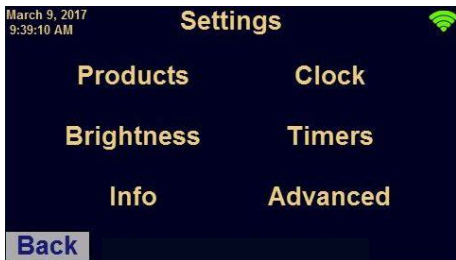 March 9, 2017
9:39:10 AM
Settings
Products Clock
Brightness Timers
Info Advanced
Back